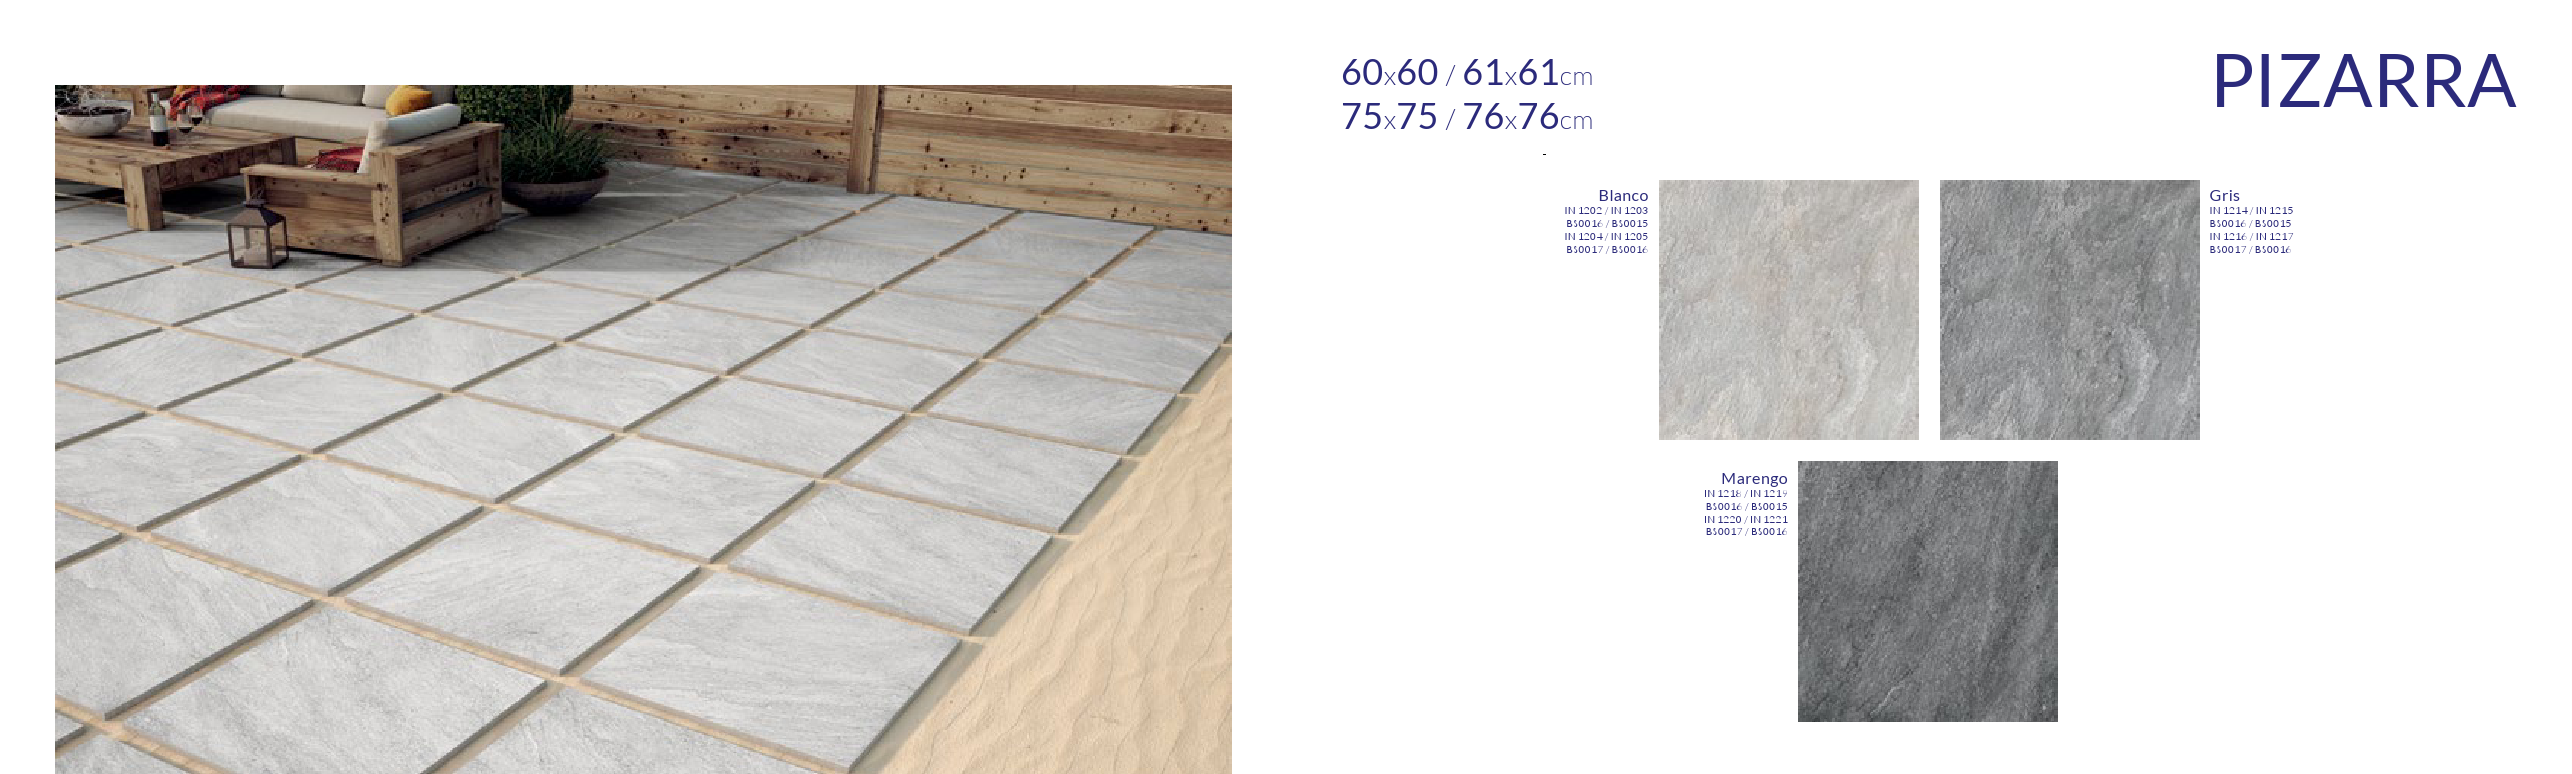 60x60 / 61x61cm
75x75 / 76x76cm
PIZARRA
Blanco
IN 1202 / IN 1203
BS0016 / BS0015
IN 1204 / IN 1205
BS0017 / BS0016
Gris
IN 1214 / IN 1215
BS0016 / BS0015
IN 1216 / IN 1217
BS0017 / BS0016
Marengo
IN 1218 / IN 1219
BS0016 / BS0015
IN 1220 / IN 1221
BS0017 / BS0016